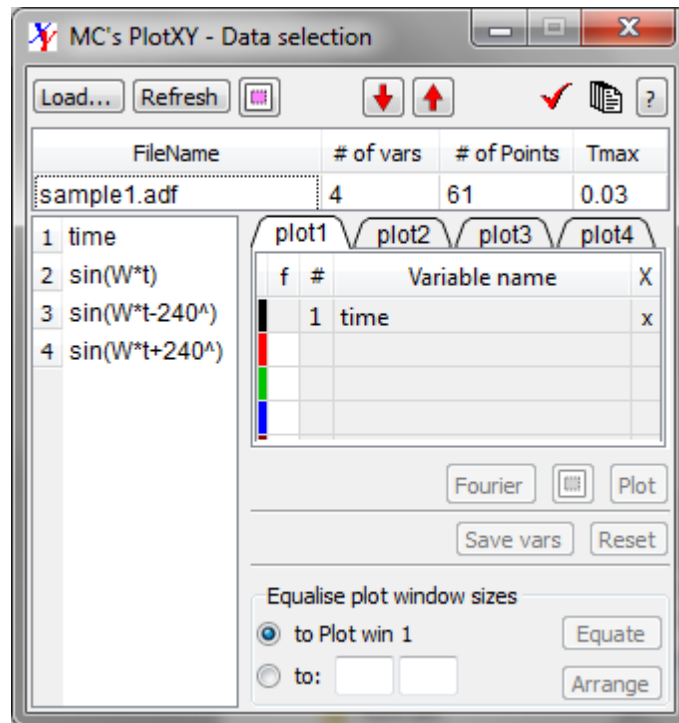 MC's PlotXY - Data selection
Load... Refresh ?
FileName # of vars # of Points Tmax
sample1.adf 4 61 0.03
1 time
2 sin(W*t)
3 sin(W*t-240^)
4 sin(W*t+240^)
plot1 plot2 plot3 plot4
f # Variable name X
1 time x
Fourier Plot
Save vars Reset
Equalise plot window sizes
to Plot win 1 Equate
to: Arrange